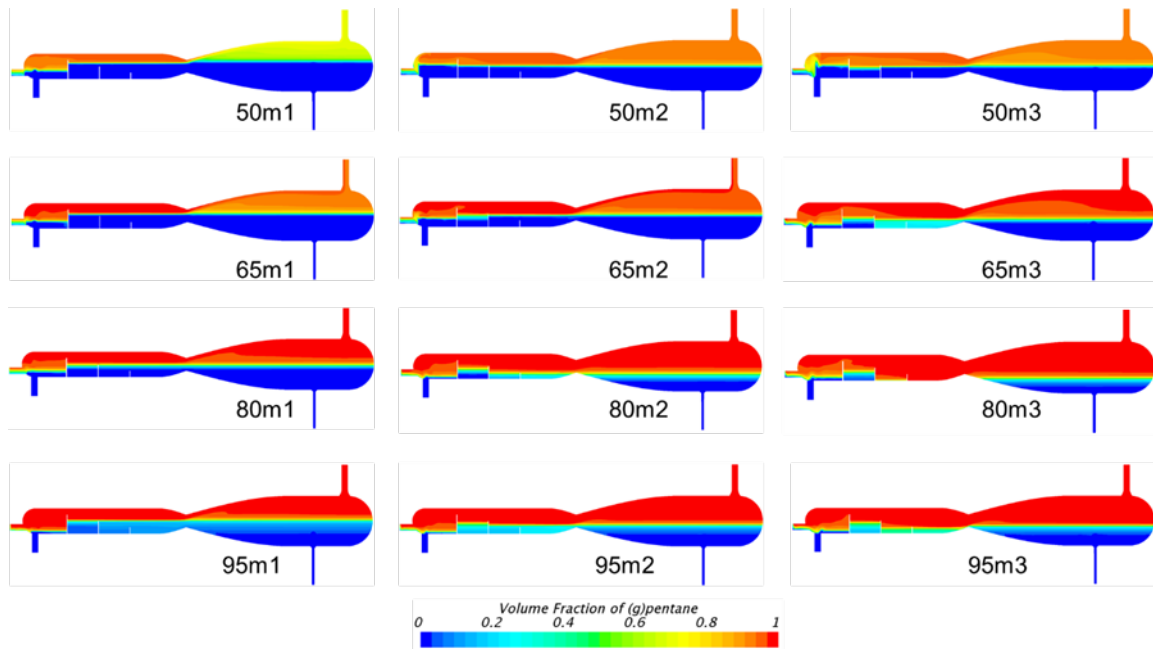 50m1 50m2 50m3
65m1 65m2 65m3
80m1 80m2 80m3
95m1 95m2 95m3
Volume Fraction of (g)pentane
0 0.2 0.4 0.6 0.8 1